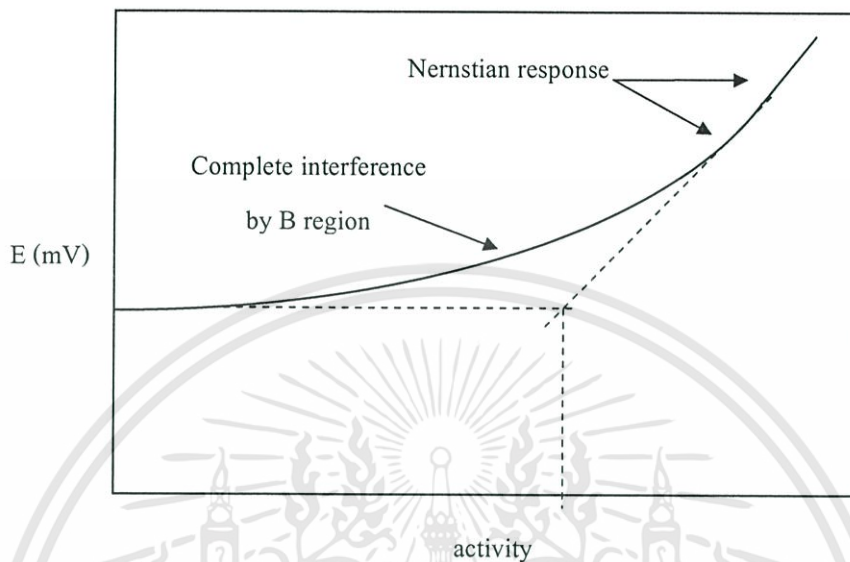 Nernstian response
Complete interference
by B region
E (mV)
activity